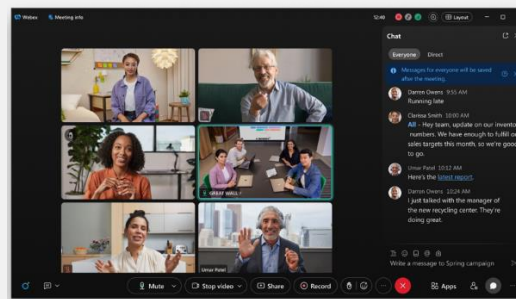 Webex
Meeting info
12:40
Layout
GREAT WALL
Umar Patel
Chat
Everyone
Direct
Messages for everyone will be saved
after the meeting.
Darren Owens 9:55 AM
Running late
Clarissa Smith 10:00 AM
All - Hey team, update on our invento
numbers. We have enough to fulfill ou
sales targets this month, so we're good
to go.
Umar Patel 10:12 AM
Here's the latest report.
Darren Owens 10:24 AM
I just talked with the manager of
the new recycling center. They're
doing great.
Write a message to Spring campaign
Mute
Stop video
Share
Record
Apps